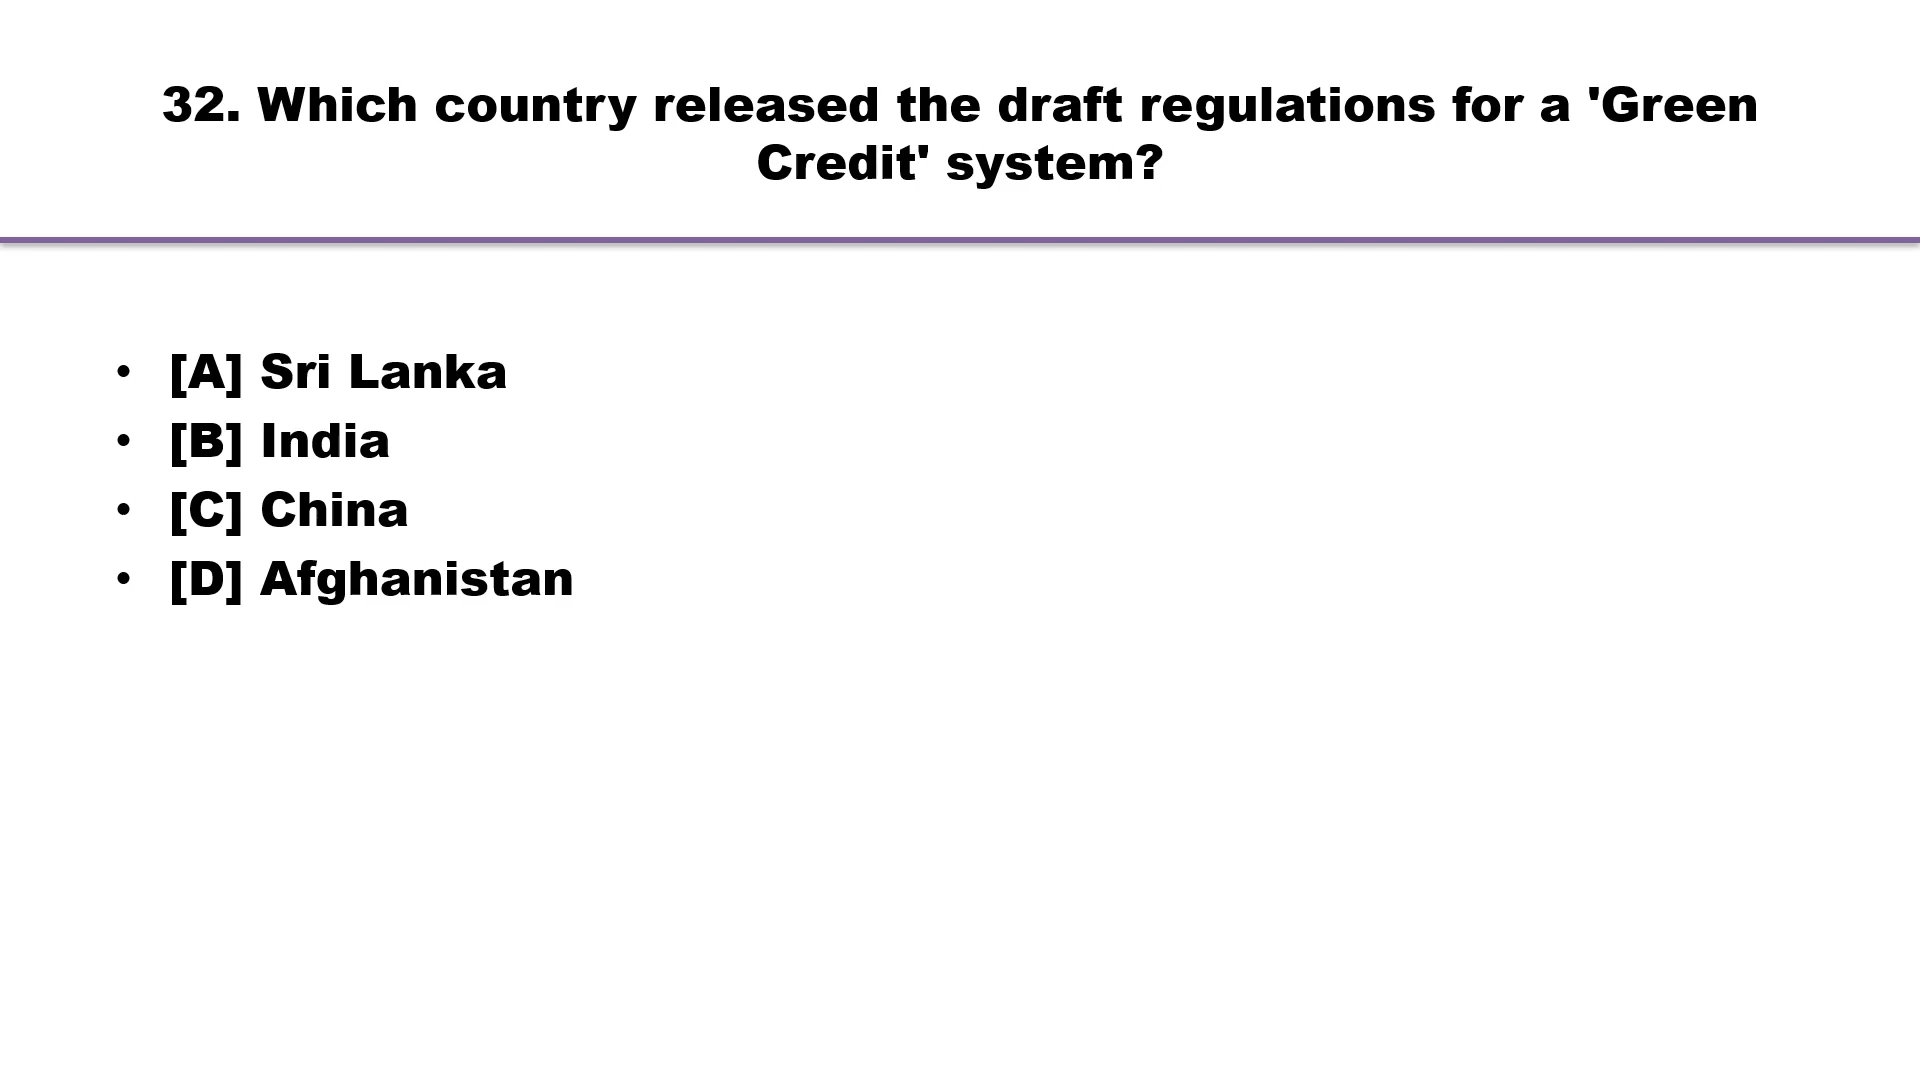 32. Which country released the draft regulations for a 'Green
Credit' system?
• [A] Sri Lanka
• [B] India
• [C] China
• [D] Afghanistan